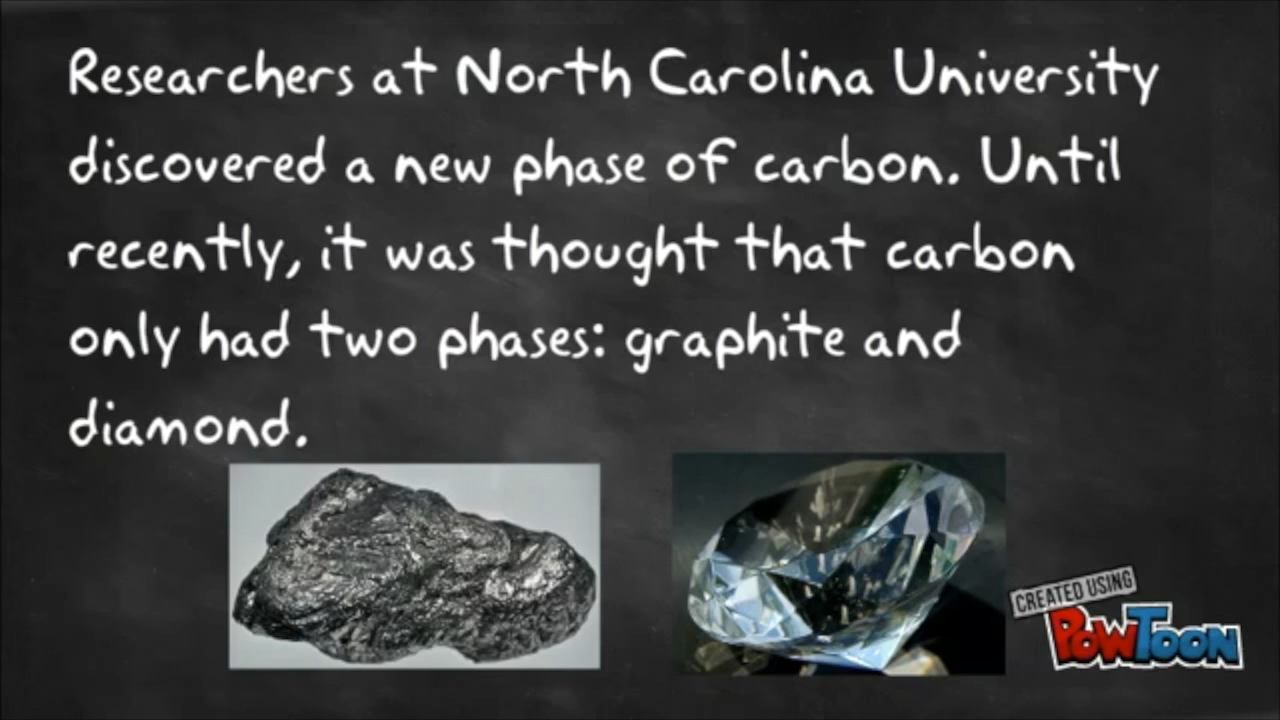 Researchers at North Carolina University
discovered a new phase of carbon. Until
recently, it was thought that carbon
only had two phases: graphite and
diamond.
CREATED USING
POWTOON